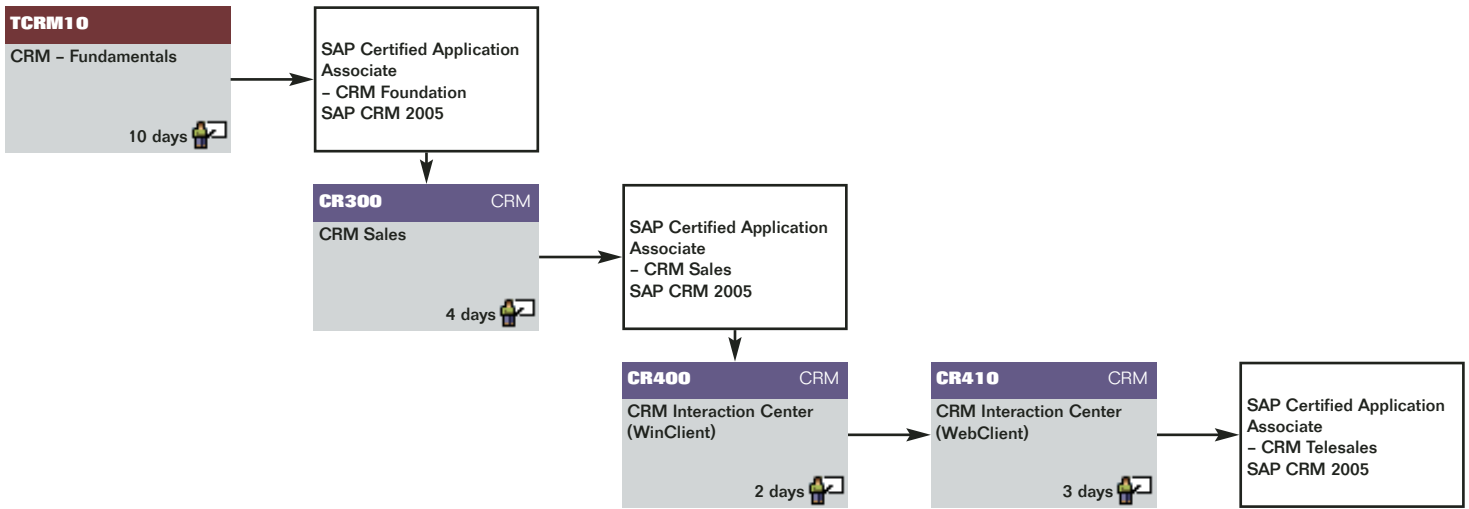 TCRM10
CRM – Fundamentals
10 days
SAP Certified Application
Associate
– CRM Foundation
SAP CRM 2005
CR300 CRM
CRM Sales
4 days
SAP Certified Application
Associate
– CRM Sales
SAP CRM 2005
CR400 CRM
CRM Interaction Center
(WinClient)
2 days
CR410 CRM
CRM Interaction Center
(WebClient)
3 days
SAP Certified Application
Associate
– CRM Telesales
SAP CRM 2005